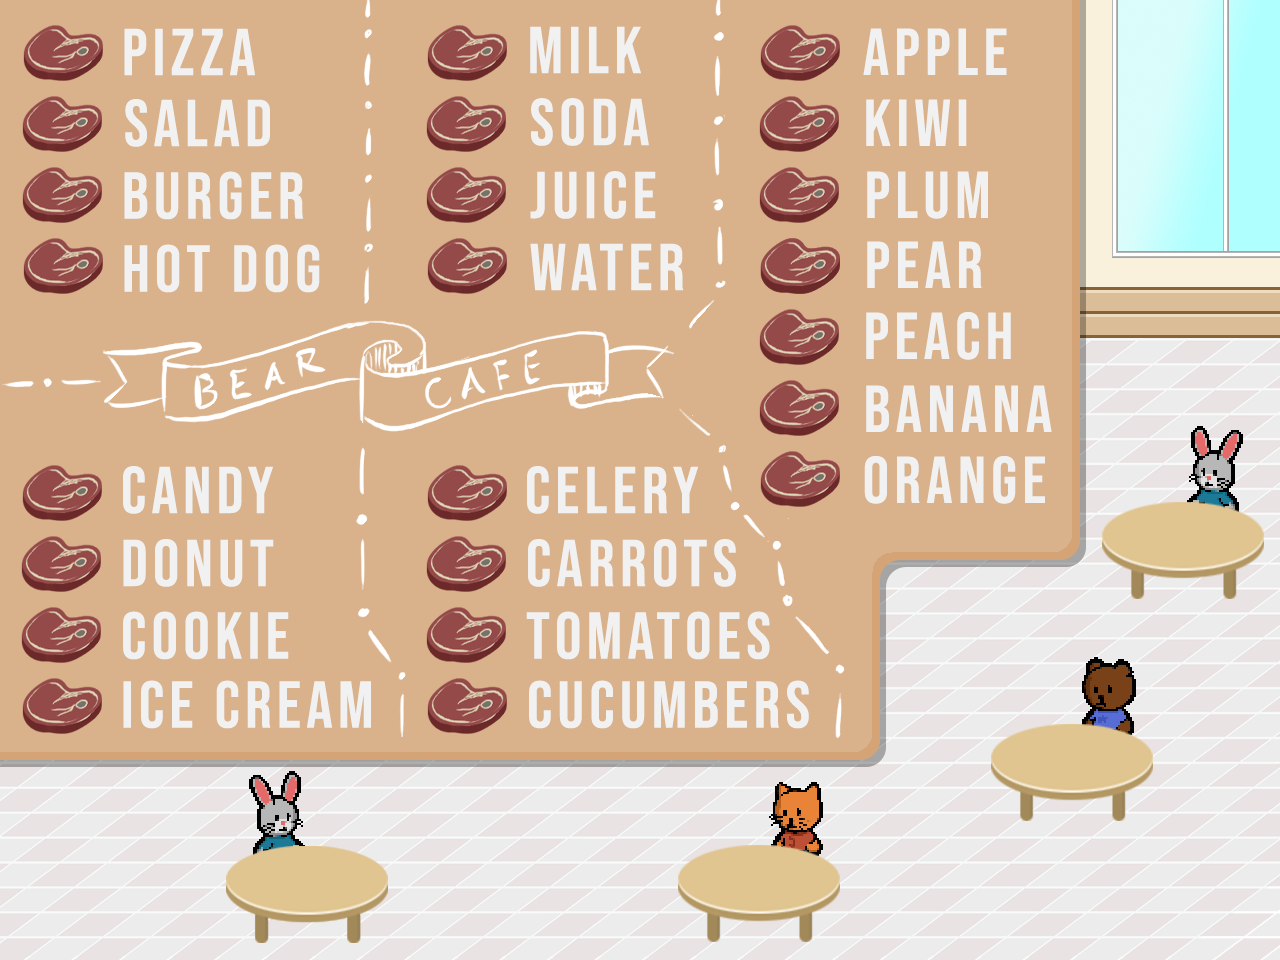 PIZZA
SALAD
BURGER
HOT DOG
MILK
SODA
JUICE
WATER
APPLE
KIWI
PLUM
PEAR
PEACH
BANANA
ORANGE
BEAR CAFE
CANDY
DONUT
COOKIE
ICE CREAM
CELERY
CARROTS
TOMATOES
CUCUMBERS